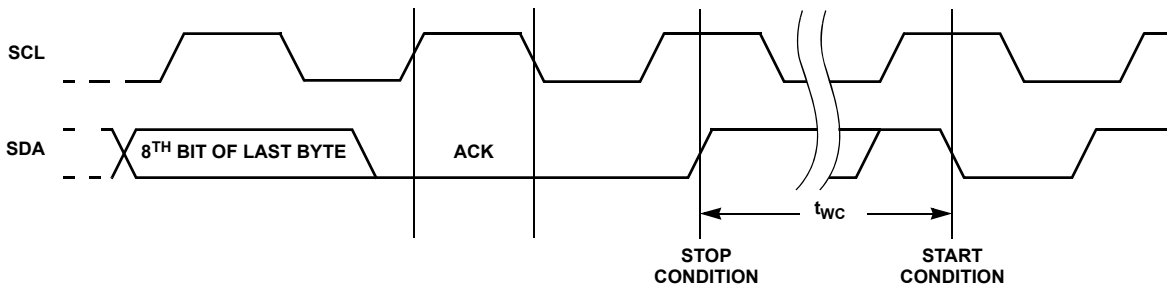 SCL
SDA
8TH BIT OF LAST BYTE
ACK
tWC
STOP
CONDITION
START
CONDITION